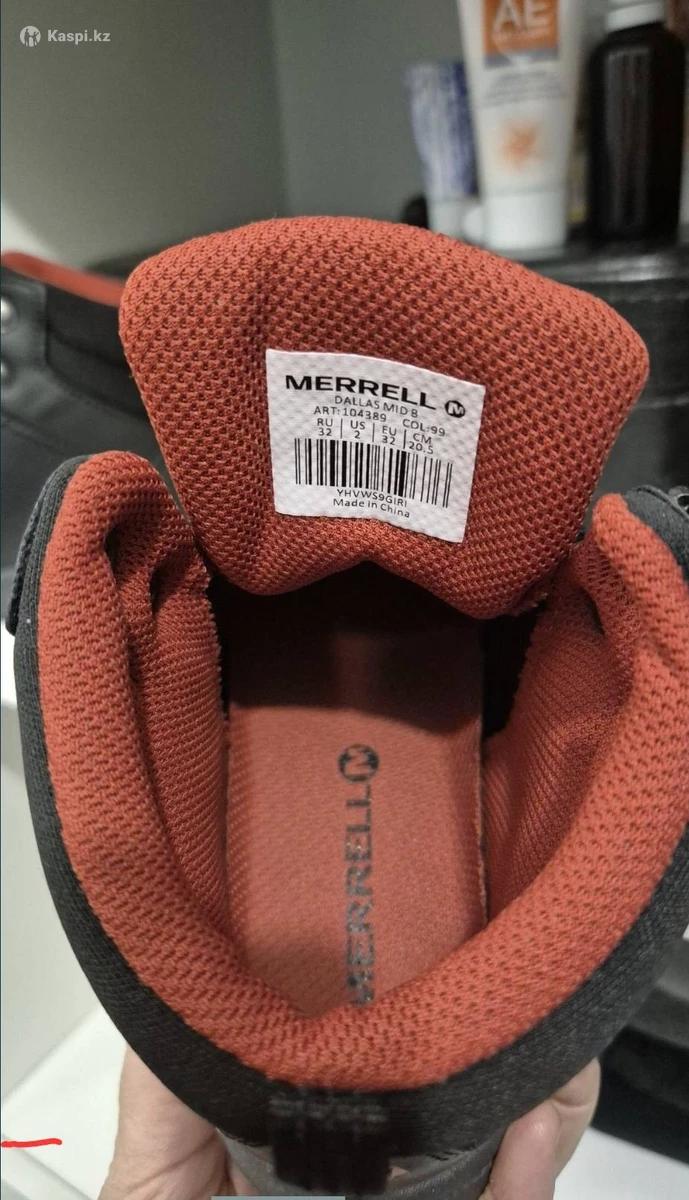 Kaspi.kz
AE
MERRELL
DALLAS MID B
ART:104389 COL:99
RU US EU CM
32 2 32 20.5
YHVWS9GIRI
Made in China
MERRELL